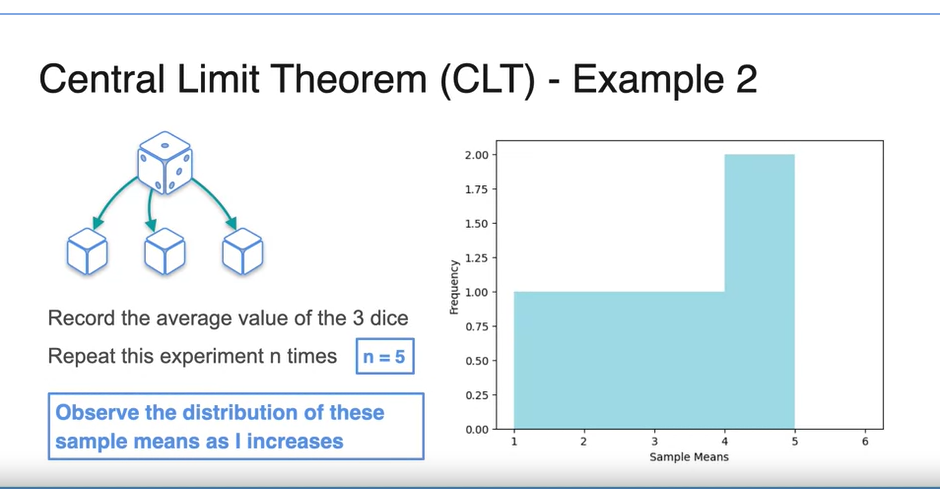 Central Limit Theorem (CLT) - Example 2
Record the average value of the 3 dice
Repeat this experiment n times
n = 5
Observe the distribution of these
sample means as I increases
Frequency
2.00
1.75
1.50
1.25
1.00
0.75
0.50
0.25
0.00
1 2 3 4 5 6
Sample Means